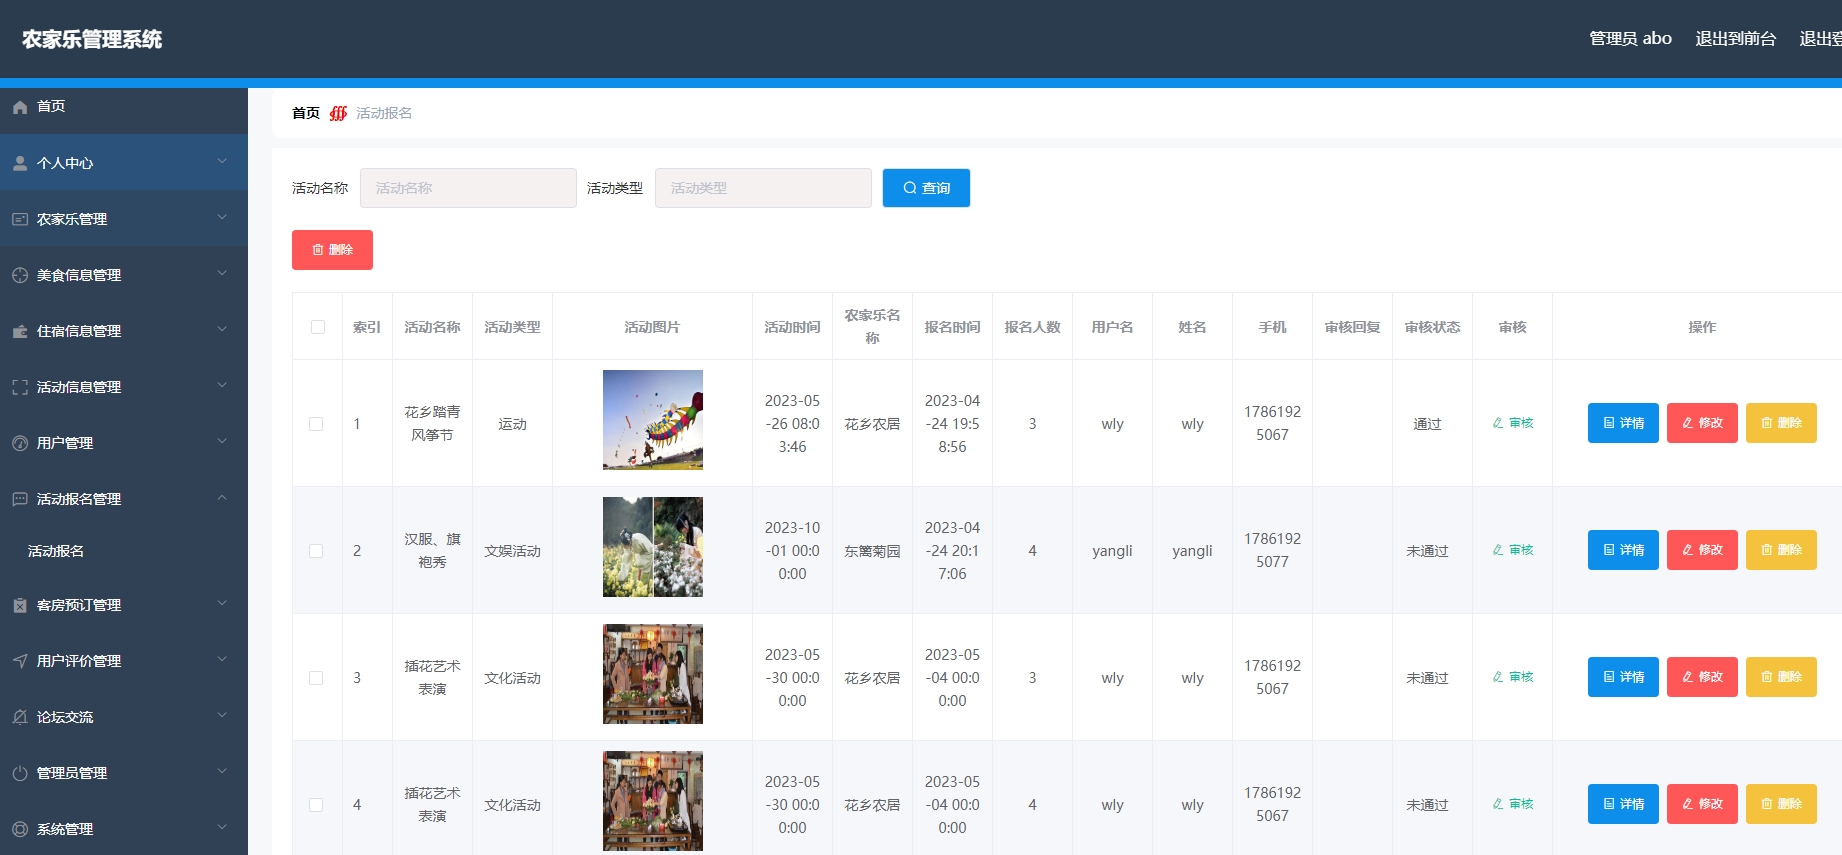 农家乐管理系统
管理员 abo 退出到前台 退出登
首页
个人中心
农家乐管理
美食信息管理
住宿信息管理
活动信息管理
用户管理
活动报名管理
活动报名
客房预订管理
用户评价管理
论坛交流
管理员管理
系统管理
首页 活动报名
活动名称 活动名称 活动类型 活动类型 查询
删除
索引 活动名称 活动类型 活动图片 活动时间 农家乐名称 报名时间 报名人数 用户名 姓名 手机 审核回复 审核状态 审核 操作
1 花乡踏青风筝节 运动 2023-05-26 08:03:46 花乡农居 2023-04-24 19:58:56 3 wly wly 17861925067 通过 审核 详情 修改 删除
2 汉服、旗袍秀 文娱活动 2023-10-01 00:00:00 东篱菊园 2023-04-24 20:17:06 4 yangli yangli 17861925077 未通过 审核 详情 修改 删除
3 插花艺术表演 文化活动 2023-05-30 00:00:00 花乡农居 2023-05-04 00:00:00 3 wly wly 17861925067 未通过 审核 详情 修改 删除
4 插花艺术表演 文化活动 2023-05-30 00:00:00 花乡农居 2023-05-04 00:00:00 4 wly wly 17861925067 未通过 审核 详情 修改 删除